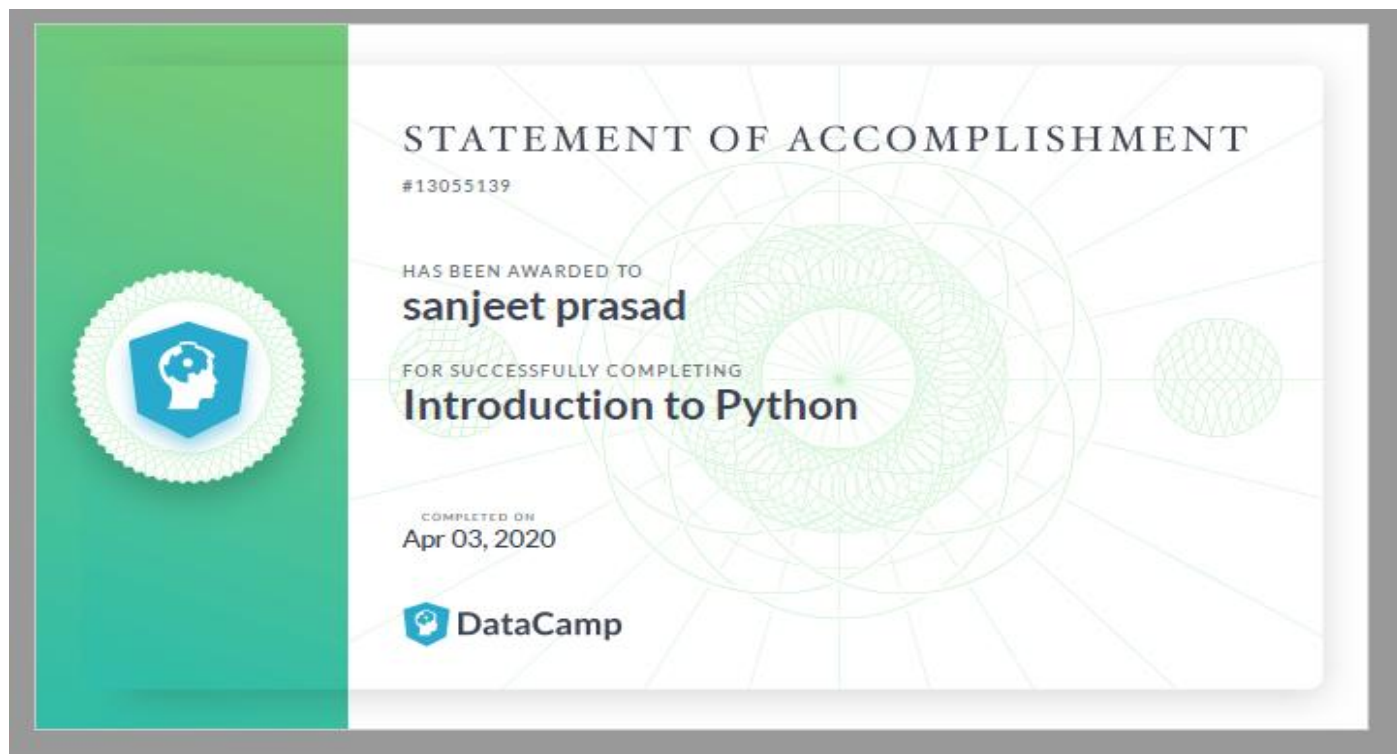 STATEMENT OF ACCOMPLISHMENT
#13055139
HAS BEEN AWARDED TO
sanjeet prasad
FOR SUCCESSFULLY COMPLETING
Introduction to Python
COMPLETED ON
Apr 03, 2020
DataCamp